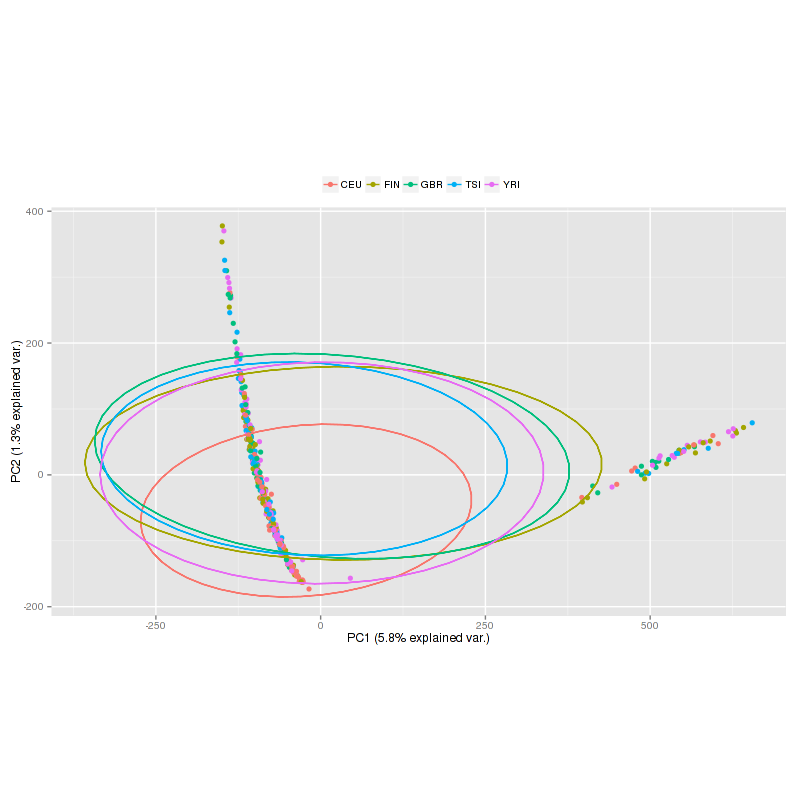 CEU FIN GBR TSI YRI
400
200
0
-200
PC2 (1.3% explained var.)
-250 0 250 500
PC1 (5.8% explained var.)